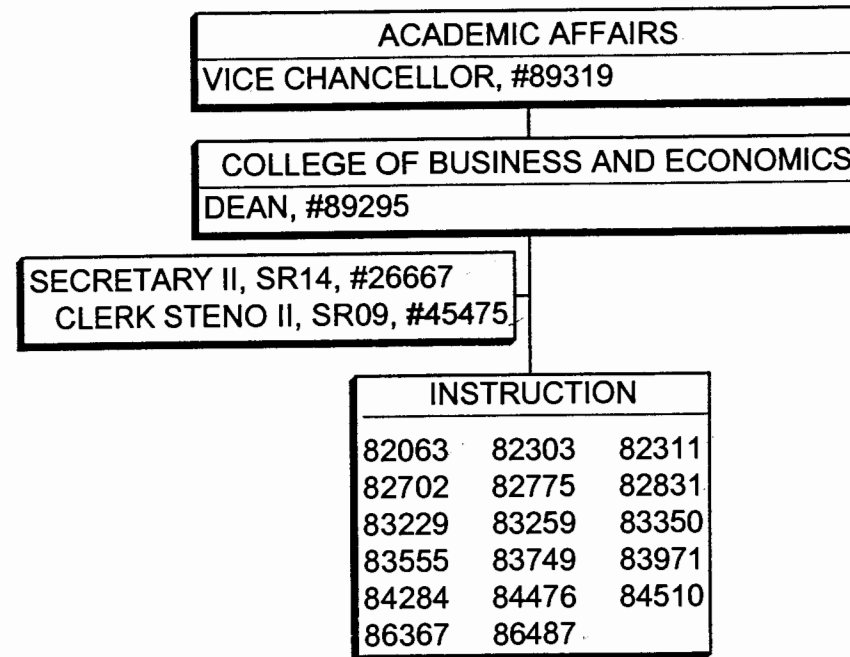 ACADEMIC AFFAIRS
VICE CHANCELLOR, #89319
COLLEGE OF BUSINESS AND ECONOMICS
DEAN, #89295
SECRETARY II, SR14, #26667
CLERK STENO II, SR09, #45475
INSTRUCTION
82063 82303 82311
82702 82775 82831
83229 83259 83350
83555 83749 83971
84284 84476 84510
86367 86487